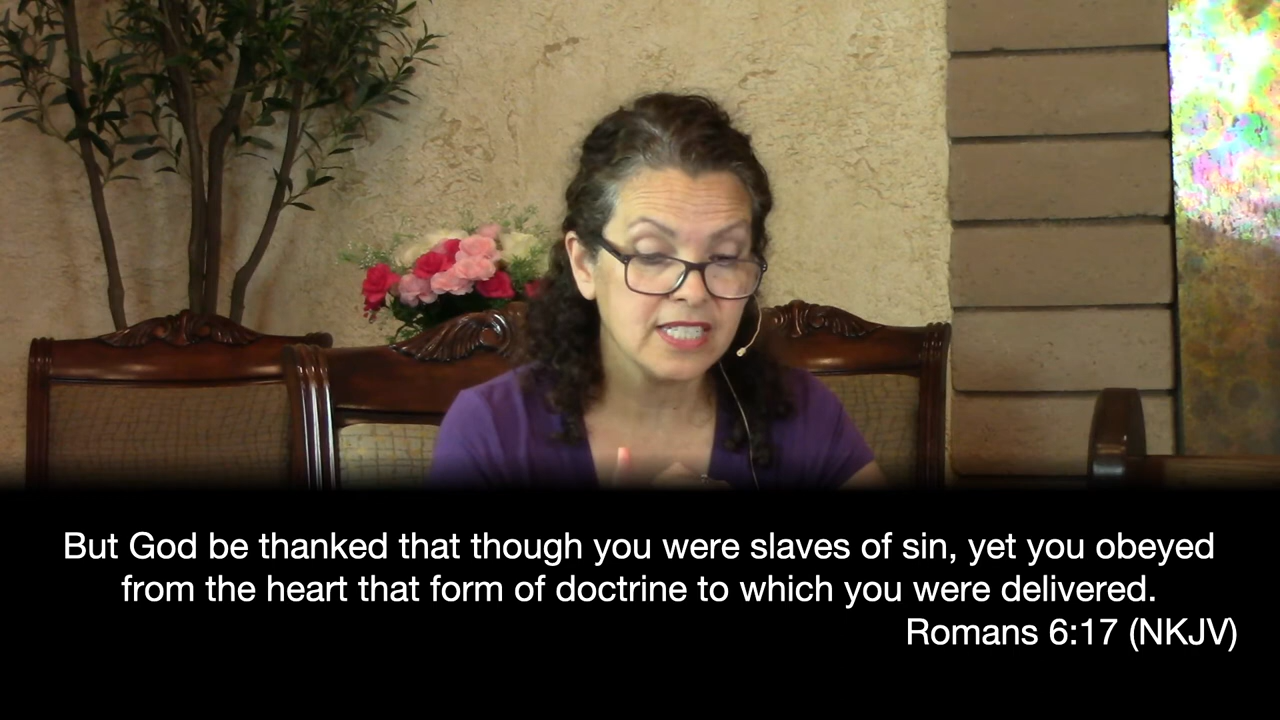 But God be thanked that though you were slaves of sin, yet you obeyed
from the heart that form of doctrine to which you were delivered.
Romans 6:17 (NKJV)